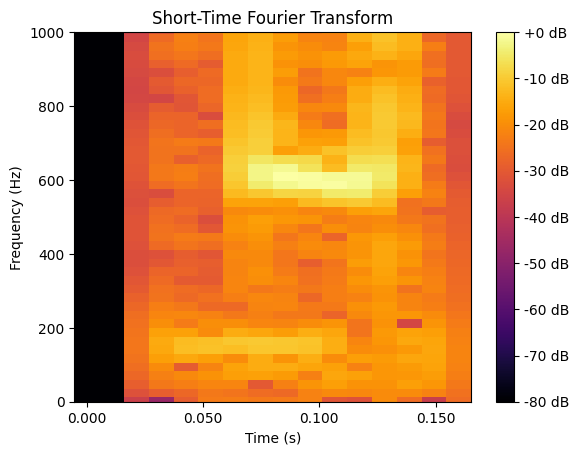 Short-Time Fourier Transform
1000
800
600
400
200
0
Frequency (Hz)
0.000
0.050
0.100
0.150
Time (s)
+0 dB
-10 dB
-20 dB
-30 dB
-40 dB
-50 dB
-60 dB
-70 dB
-80 dB